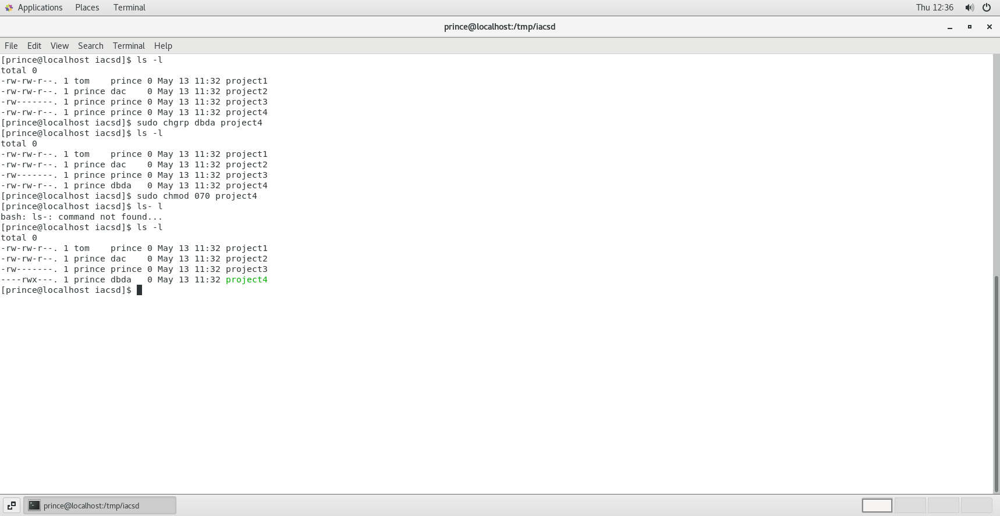 Applications Places Terminal Thu 12:36
prince@localhost:/tmp/iacsd
File Edit View Search Terminal Help
[prince@localhost iacsd]$ ls -l
total 0
-rw-rw-r--. 1 tom    prince 0 May 13 11:32 project1
-rw-rw-r--. 1 prince dac    0 May 13 11:32 project2
-rw-------. 1 prince prince 0 May 13 11:32 project3
-rw-rw-r--. 1 prince prince 0 May 13 11:32 project4
[prince@localhost iacsd]$ sudo chgrp dbda project4
[prince@localhost iacsd]$ ls -l
total 0
-rw-rw-r--. 1 tom    prince 0 May 13 11:32 project1
-rw-rw-r--. 1 prince dac    0 May 13 11:32 project2
-rw-------. 1 prince prince 0 May 13 11:32 project3
-rw-rw-r--. 1 prince dbda   0 May 13 11:32 project4
[prince@localhost iacsd]$ sudo chmod 070 project4
[prince@localhost iacsd]$ ls- l
bash: ls-: command not found...
[prince@localhost iacsd]$ ls -l
total 0
-rw-rw-r--. 1 tom    prince 0 May 13 11:32 project1
-rw-rw-r--. 1 prince dac    0 May 13 11:32 project2
-rw-------. 1 prince prince 0 May 13 11:32 project3
----rwx---. 1 prince dbda   0 May 13 11:32 project4
[prince@localhost iacsd]$
prince@localhost:/tmp/iacsd